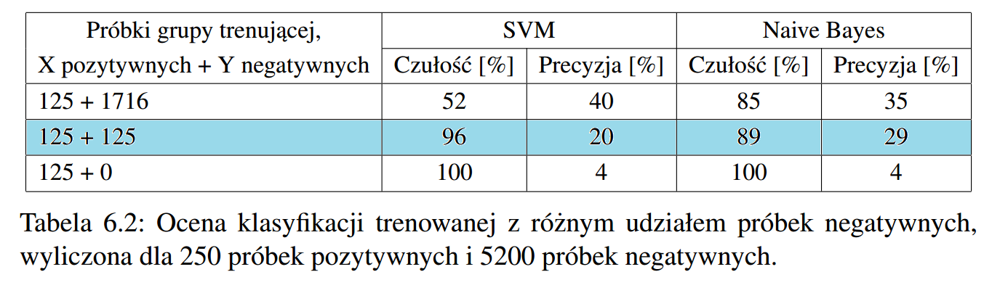 Próbki grupy trenującej, SVM Naive Bayes
X pozytywnych + Y negatywnych Czułość [%] Precyzja [%] Czułość [%] Precyzja [%]
125 + 1716 52 40 85 35
125 + 125 96 20 89 29
125 + 0 100 4 100 4
Tabela 6.2: Ocena klasyfikacji trenowanej z różnym udziałem próbek negatywnych,
wyliczona dla 250 próbek pozytywnych i 5200 próbek negatywnych.